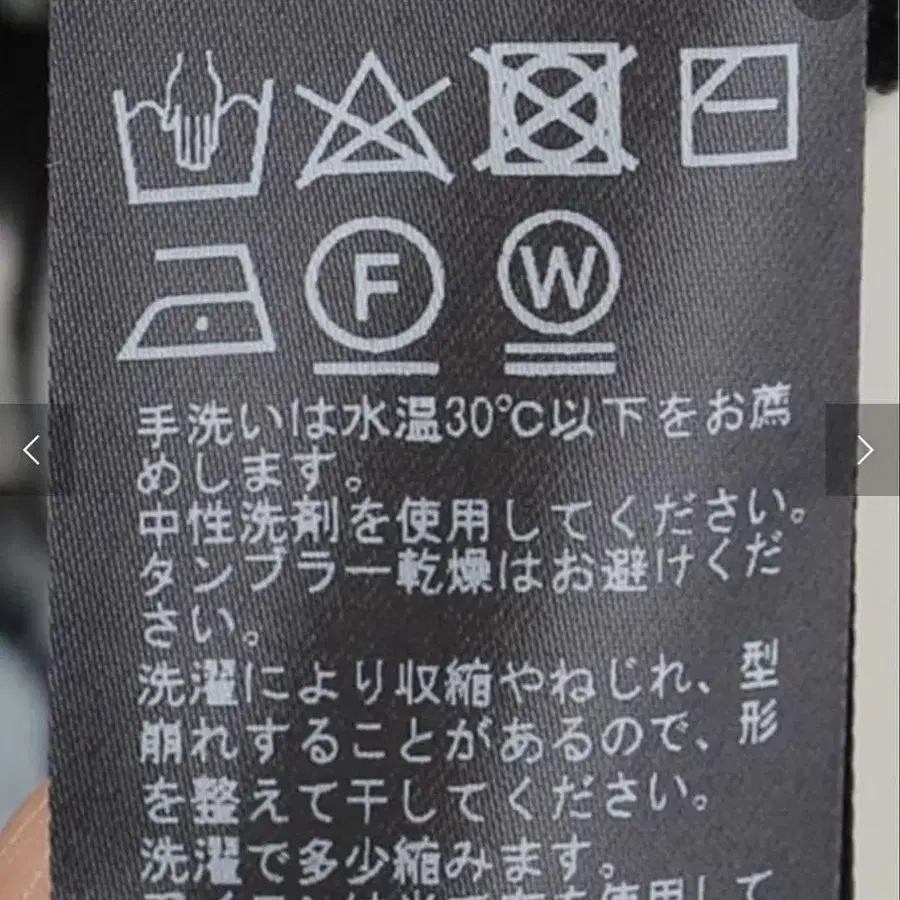 F W
手洗いは水温30℃以下をお薦
めします。
中性洗剤を使用してください。
タンブラー乾燥はお避けくだ
さい。
洗濯により収縮やねじれ、型
崩れすることがあるので、形
を整えて干してください。
洗濯で多少縮みます。